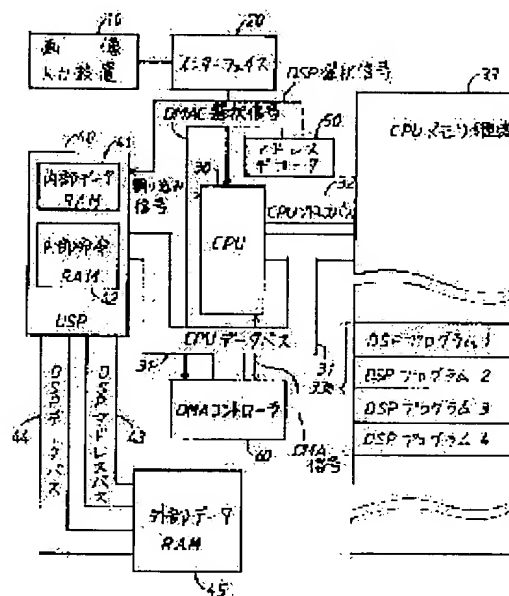 10
20
画像
入力装置
インターフェイス
DSP選択信号
33
DMAC選択信号
CPUメモリ空間
40
41
50
アドレス
デコーダ
内部データ
RAM
割り込み
信号
30
32
CPUアドレスバス
CPU
内部命令
RAM
42
DSP
CPUデータバス
31
33a
DSPプログラム 1
DSPプログラム 2
DSPプログラム 3
DSPプログラム 4
31
DMAコントローラ
60
DMA
信号
44
DSPデータバス
DSPアドレスバス
43
外部データ
RAM
45